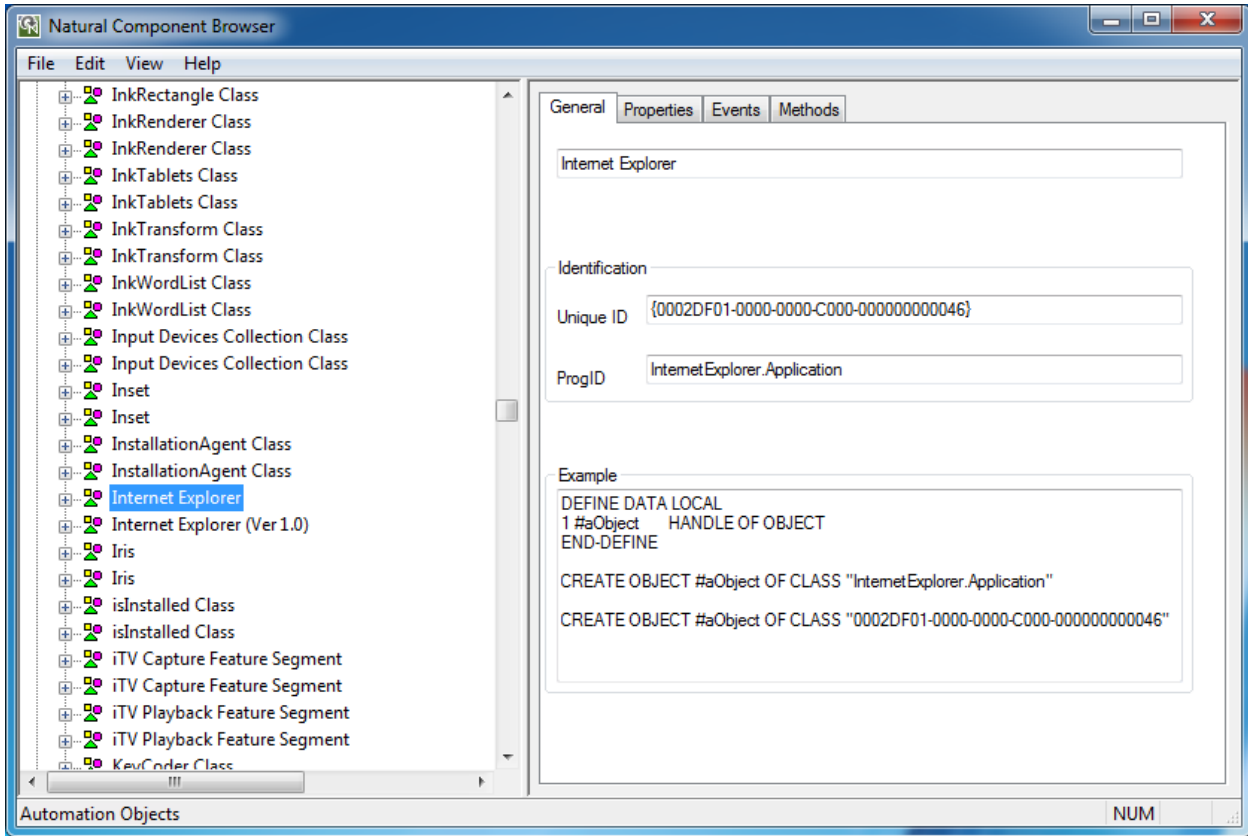 Natural Component Browser
File Edit View Help
InkRectangle Class
InkRenderer Class
InkRenderer Class
InkTablets Class
InkTablets Class
InkTransform Class
InkTransform Class
InkWordList Class
InkWordList Class
Input Devices Collection Class
Input Devices Collection Class
Inset
Inset
InstallationAgent Class
InstallationAgent Class
Internet Explorer
Internet Explorer (Ver 1.0)
Iris
Iris
isInstalled Class
isInstalled Class
iTV Capture Feature Segment
iTV Capture Feature Segment
iTV Playback Feature Segment
iTV Playback Feature Segment
KeyCoder Class
General Properties Events Methods
Internet Explorer
Identification
Unique ID {0002DF01-0000-0000-C000-000000000046}
ProgID InternetExplorer.Application
Example
DEFINE DATA LOCAL
1 #aObject HANDLE OF OBJECT
END-DEFINE
CREATE OBJECT #aObject OF CLASS "InternetExplorer.Application"
CREATE OBJECT #aObject OF CLASS "0002DF01-0000-0000-C000-000000000046"
Automation Objects NUM